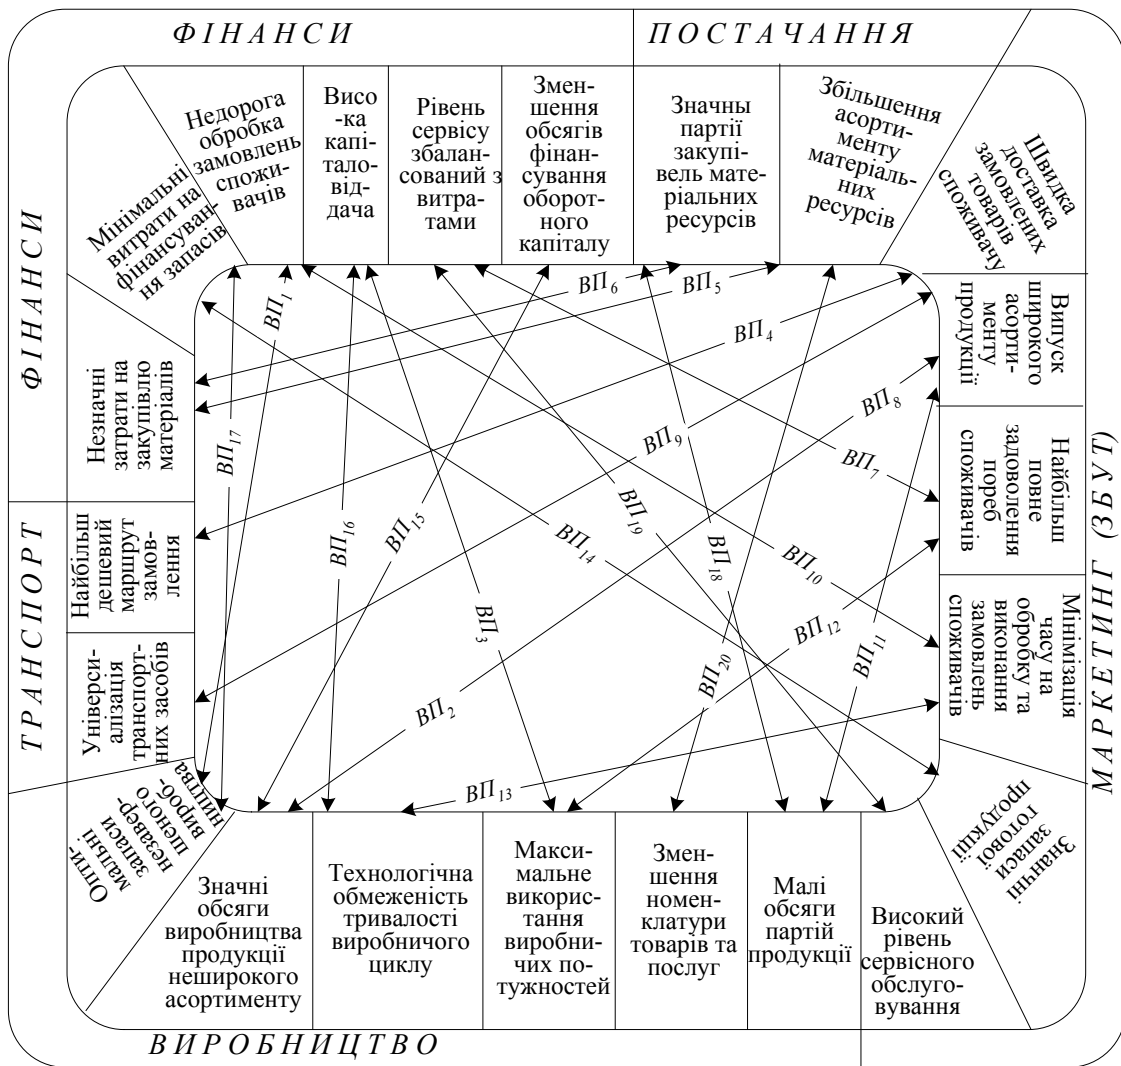 ФІНАНСИ
ПОСТАЧАННЯ
ФІНАНСИ
ТРАНСПОРТ
Недорога
обробка
замовлень
спожи-
вачів
Висо
-ка
капі-
тало-
від-
дача
Рівень
сервісу
збалан-
сований з
витра-
тами
Змен-
шення
обсягів
фінан-
сування
оборот-
ного
капіталу
Значны
партії
закупі-
вель мате-
ріальних
ресурсів
Збільшення
асорти-
менту
матеріаль-
них
ресурсів
Швидка
доставка
замовлених
товарів
споживачу
Мінімальні
витрати на
фінансуван-
ня запасів
Незначні
затрати на
закупівлю
матеріалів
Найбільш
дешевий
маршрут
замов-
лення
Універси-
алізація
транспорт-
них засобів
Опти-
мальні
запаси
незавер-
шеного
вироб-
ництва
Випуск
широкого
асорти-
менту
продукції
Найбільш
повне
задоволення
пореб
споживачів
Мінімізація
часу на
обробку та
виконання
замовлень
споживачів
Знанчні
запаси
готової
продукції
МАРКЕТИНГ (ЗБУТ)
ВП1
ВП6
ВП5
ВП4
ВП8
ВП17
ВП9
ВП7
ВП16
ВП15
ВП19
ВП14
ВП18
ВП10
ВП3
ВП12
ВП11
ВП20
ВП2
ВП13
Значні
обсяги
виробництва
продукції
неширокого
асортименту
Технологічна
обмеженість
тривалості
виробничого
циклу
Макси-
мальне
викорис-
тання
виробни-
чих по-
тужностей
Змен-
шення
номен-
клатури
товарів та
послуг
Малі
обсяги
партій
продукції
Високий
рівень
сервісного
обслуго-
вування
ВИРОБНИЦТВО